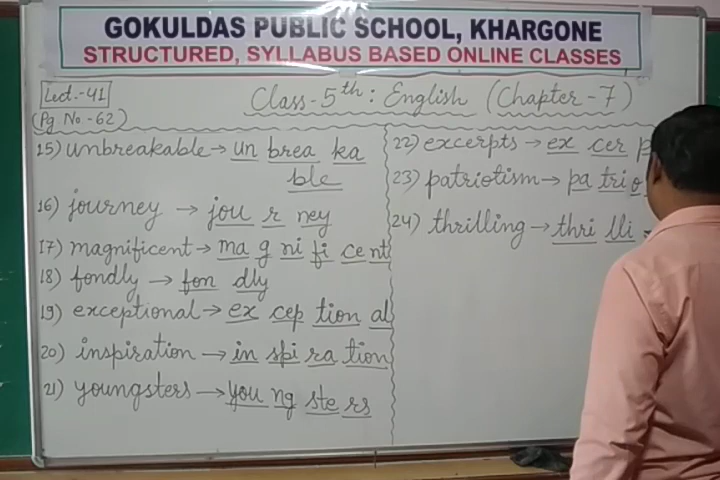 GOKULDAS PUBLIC SCHOOL, KHARGONE
STRUCTURED, SYLLABUS BASED ONLINE CLASSES
Lect.-41
Class-5th: English (Chapter-7)
(Pg No-62)
15) unbreakable→ un brea ka
ble
16) journey → jou r ney
17) magnificent→ ma g ni fi cent
18) fondly → fon dly
19) exceptional→ ex cep tion al
20) inspiration → in spi ra tion
21) youngsters →you ng ste rs
22) excerpts → ex cer
23) patriotism→ pa tri o
24) thrilling→ thri lli